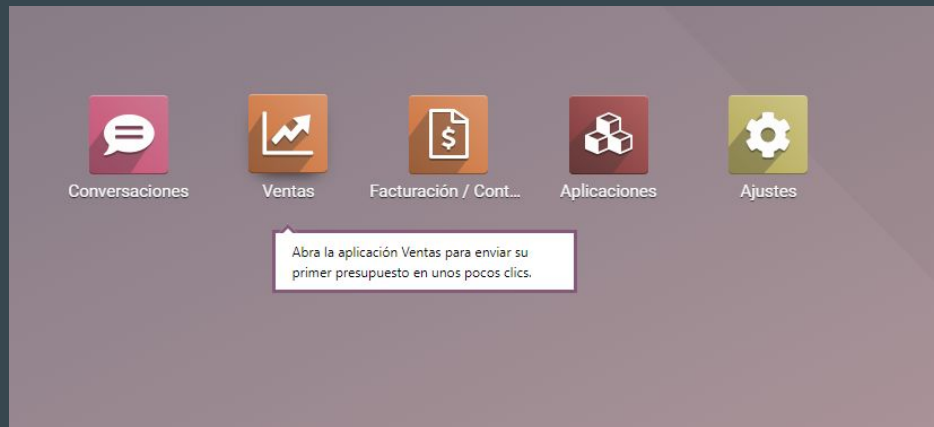 Conversaciones
Ventas
Facturación / Cont...
Aplicaciones
Ajustes
Abra la aplicación Ventas para enviar su
primer presupuesto en unos pocos clics.